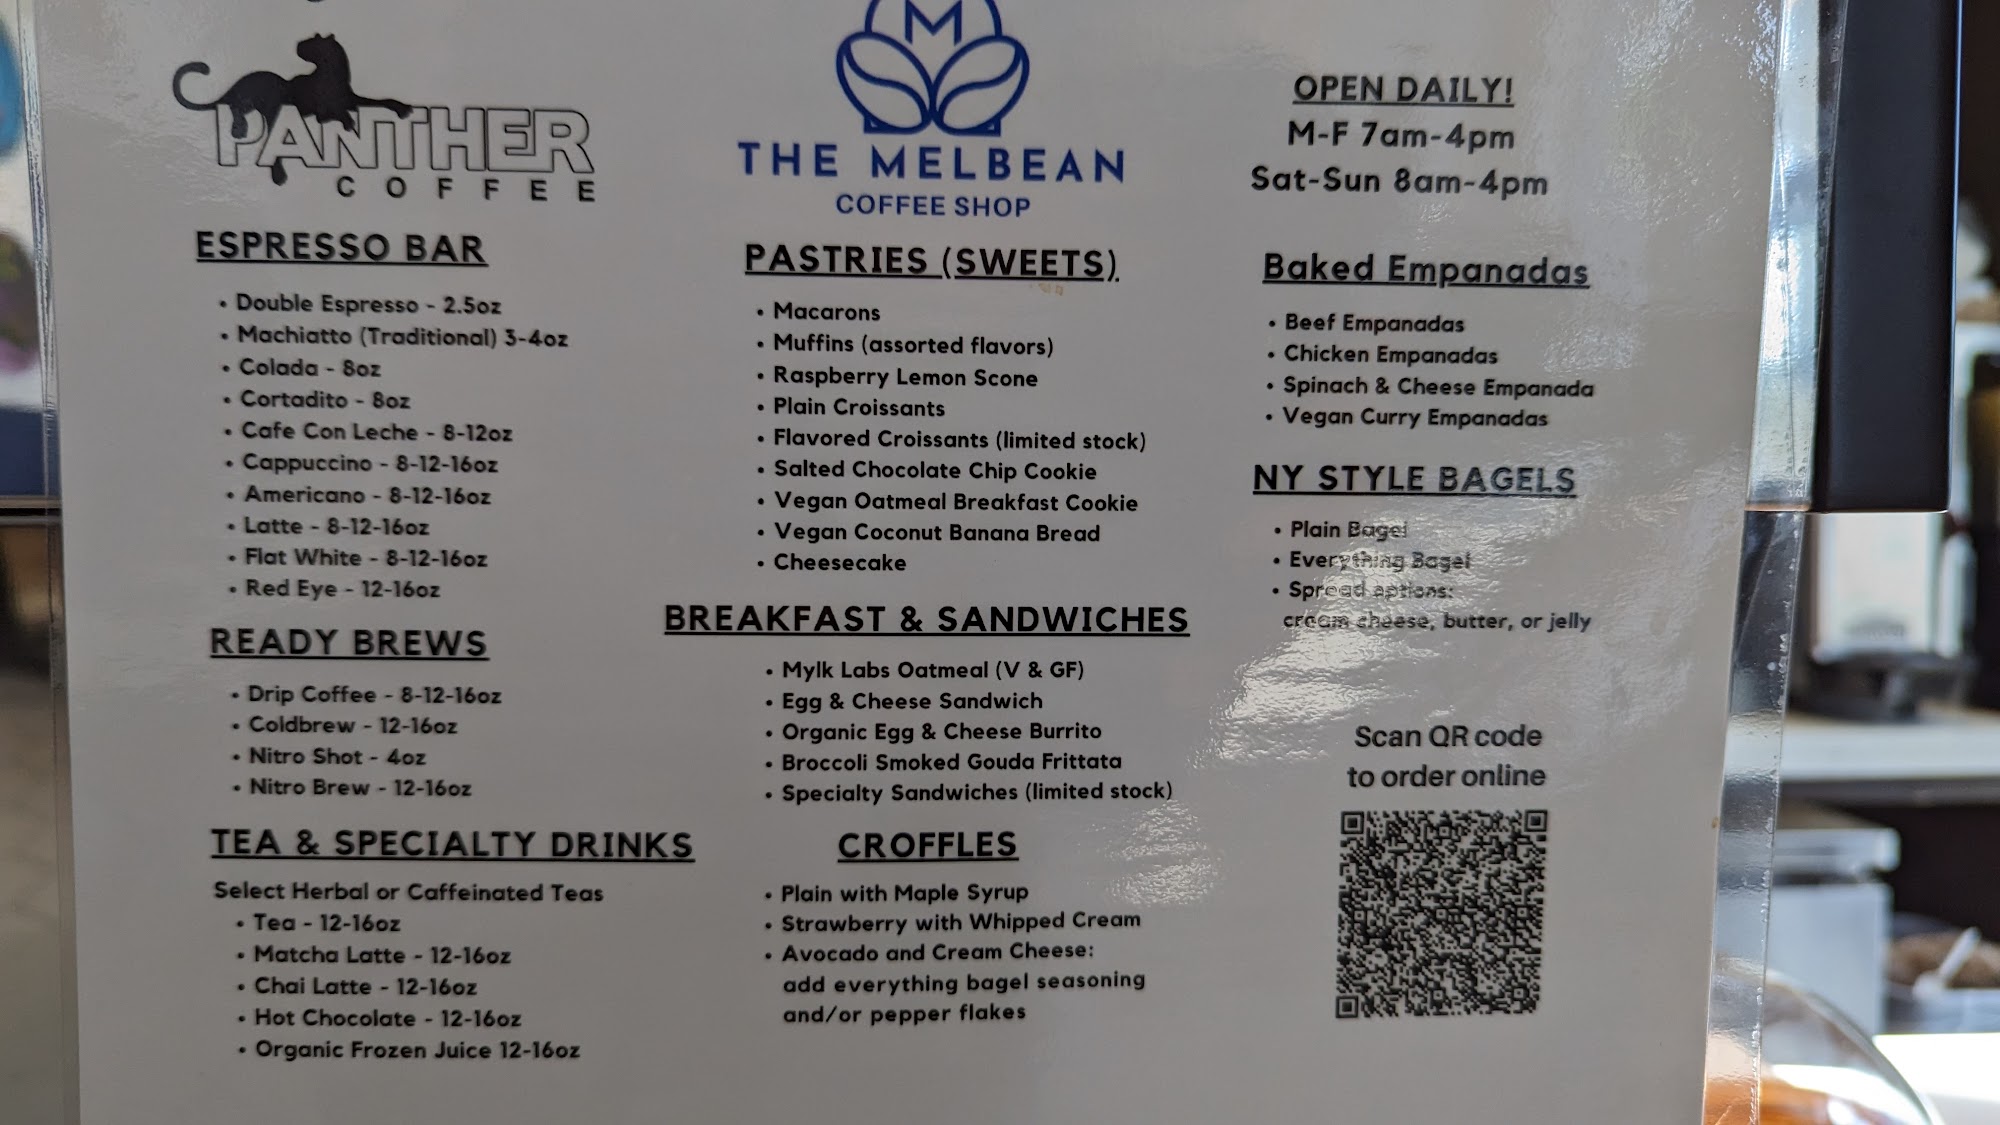 PANTHER
COFFEE
ESPRESSO BAR
• Double Espresso - 2.5oz
• Machiatto (Traditional) 3-4oz
• Colada - 8oz
• Cortadito - 8oz
• Cafe Con Leche - 8-12oz
• Cappuccino - 8-12-16oz
• Americano - 8-12-16oz
• Latte - 8-12-16oz
• Flat White - 8-12-16oz
• Red Eye - 12-16oz
READY BREWS
• Drip Coffee - 8-12-16oz
• Coldbrew - 12-16oz
• Nitro Shot - 4oz
• Nitro Brew - 12-16oz
TEA & SPECIALTY DRINKS
Select Herbal or Caffeinated Teas
• Tea - 12-16oz
• Matcha Latte - 12-16oz
• Chai Latte - 12-16oz
• Hot Chocolate - 12-16oz
• Organic Frozen Juice 12-16oz
M
THE MELBEAN
COFFEE SHOP
PASTRIES (SWEETS)
• Macarons
• Muffins (assorted flavors)
• Raspberry Lemon Scone
• Plain Croissants
• Flavored Croissants (limited stock)
• Salted Chocolate Chip Cookie
• Vegan Oatmeal Breakfast Cookie
• Vegan Coconut Banana Bread
• Cheesecake
BREAKFAST & SANDWICHES
• Mylk Labs Oatmeal (V & GF)
• Egg & Cheese Sandwich
• Organic Egg & Cheese Burrito
• Broccoli Smoked Gouda Frittata
• Specialty Sandwiches (limited stock)
CROFFLES
• Plain with Maple Syrup
• Strawberry with Whipped Cream
• Avocado and Cream Cheese:
add everything bagel seasoning
and/or pepper flakes
OPEN DAILY!
M-F 7am-4pm
Sat-Sun 8am-4pm
Baked Empanadas
• Beef Empanadas
• Chicken Empanadas
• Spinach & Cheese Empanada
• Vegan Curry Empanadas
NY STYLE BAGELS
• Plain Bagel
• Everything Bagel
• Spread options:
cream cheese, butter, or jelly
Scan QR code
to order online